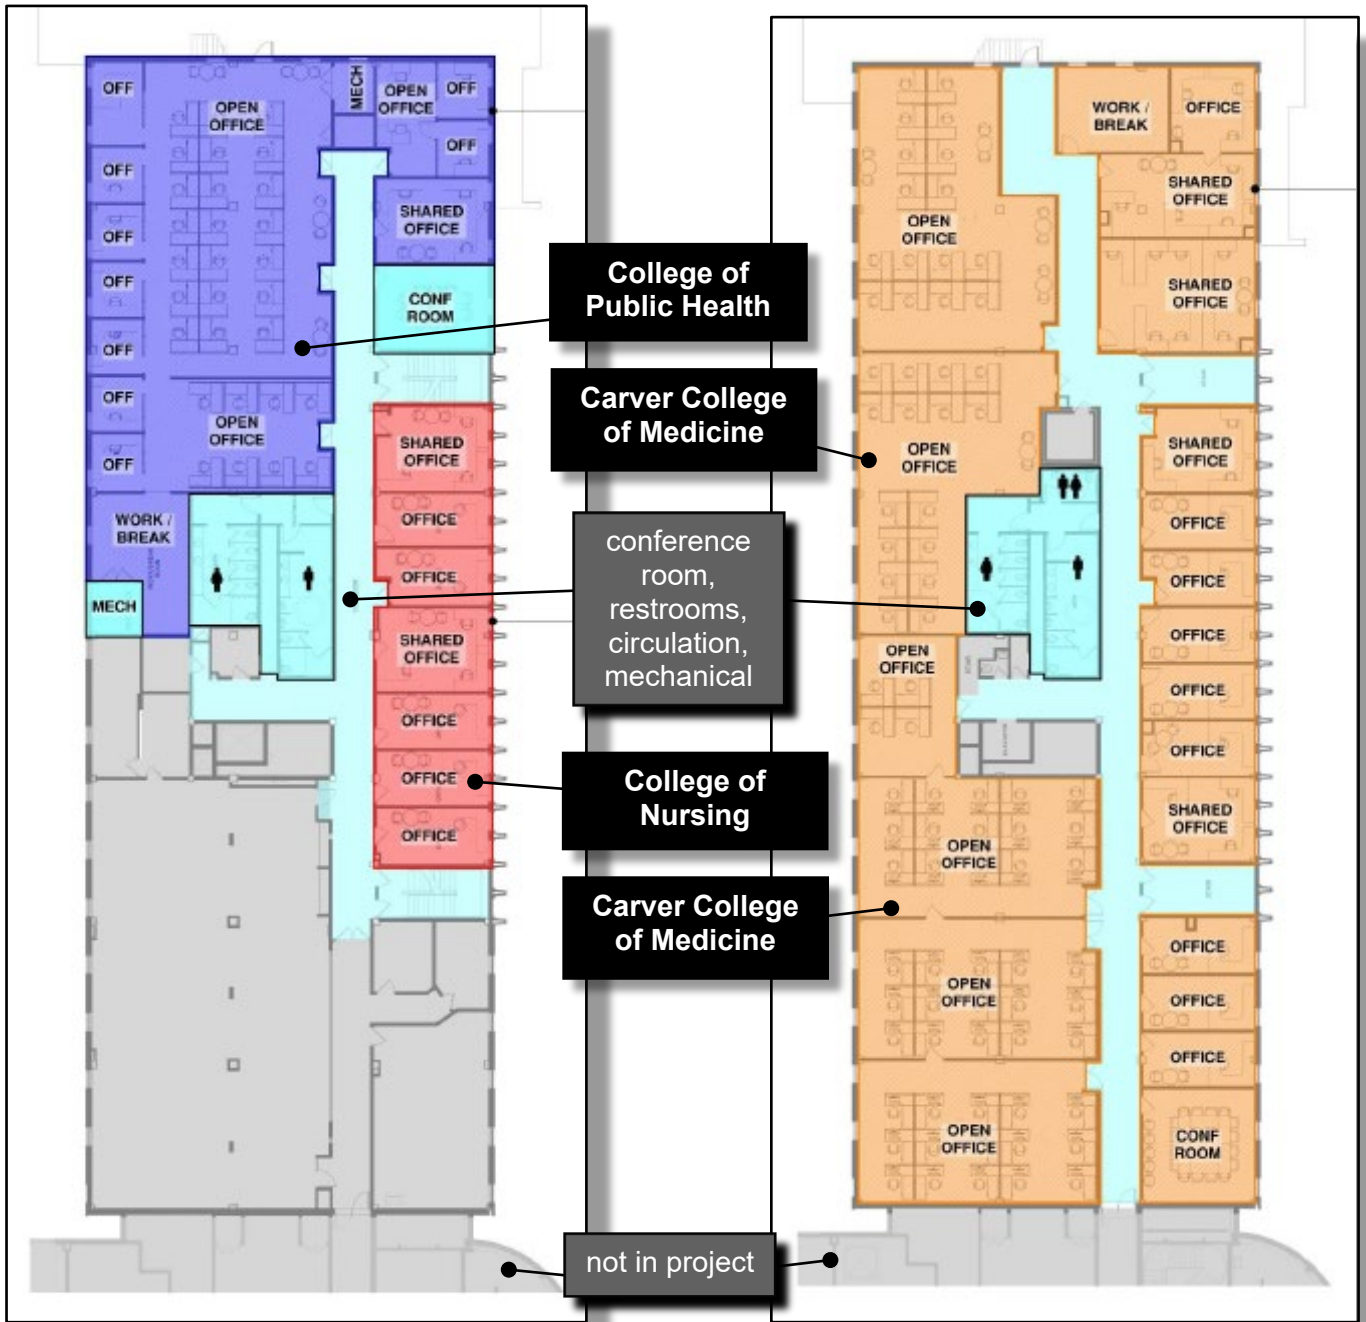 OFF
OPEN
OFFICE
MECH
OPEN
OFFICE
OFF
OFF
OFF
SHARED
OFFICE
OFF
OFF
CONF
ROOM
OFF
OFF
OFF
OPEN
OFFICE
OFF
WORK /
BREAK
MECH
SHARED
OFFICE
OFFICE
OFFICE
SHARED
OFFICE
OFFICE
OFFICE
OFFICE
College of
Public Health
Carver College
of Medicine
conference
room,
restrooms,
circulation,
mechanical
College of
Nursing
Carver College
of Medicine
not in project
WORK /
BREAK
OFFICE
SHARED
OFFICE
OPEN
OFFICE
SHARED
OFFICE
OPEN
OFFICE
SHARED
OFFICE
OFFICE
OFFICE
OFFICE
OPEN
OFFICE
OFFICE
OFFICE
SHARED
OFFICE
OPEN
OFFICE
OFFICE
OPEN
OFFICE
OFFICE
OFFICE
OPEN
OFFICE
CONF
ROOM